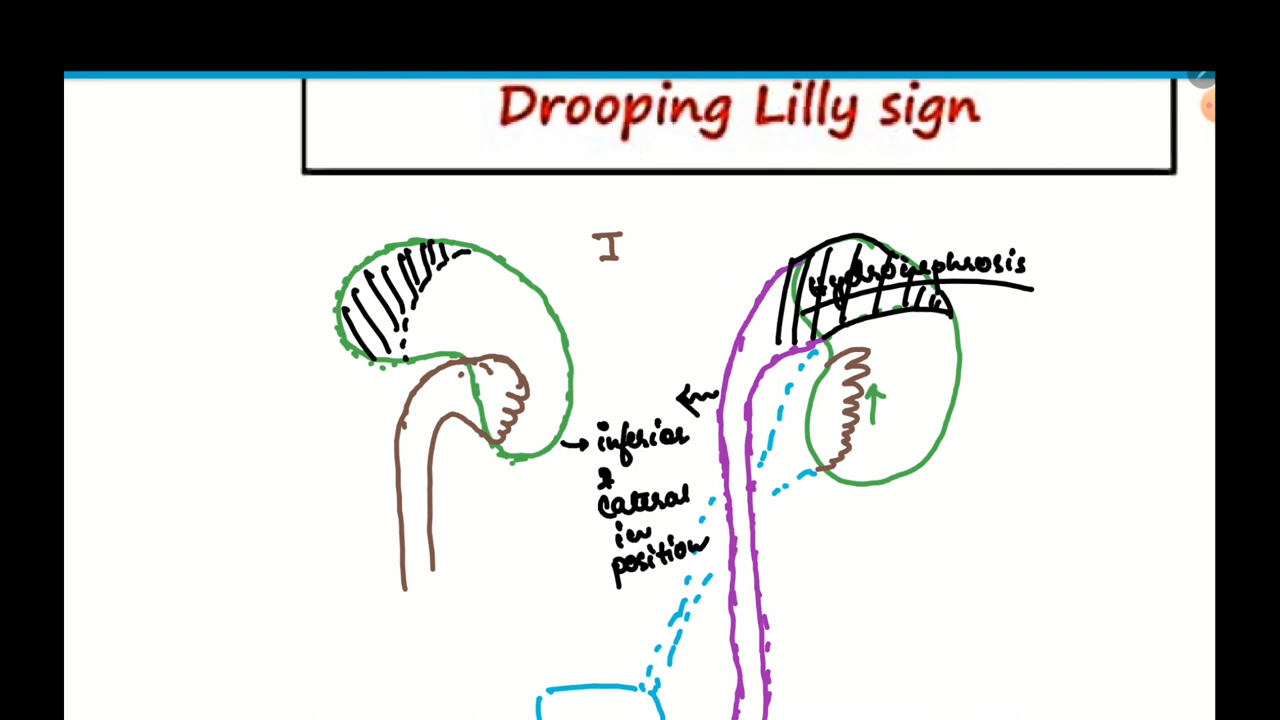 Drooping Lilly sign
I
Hydronephrosis
inferior
&
lateral
in
position